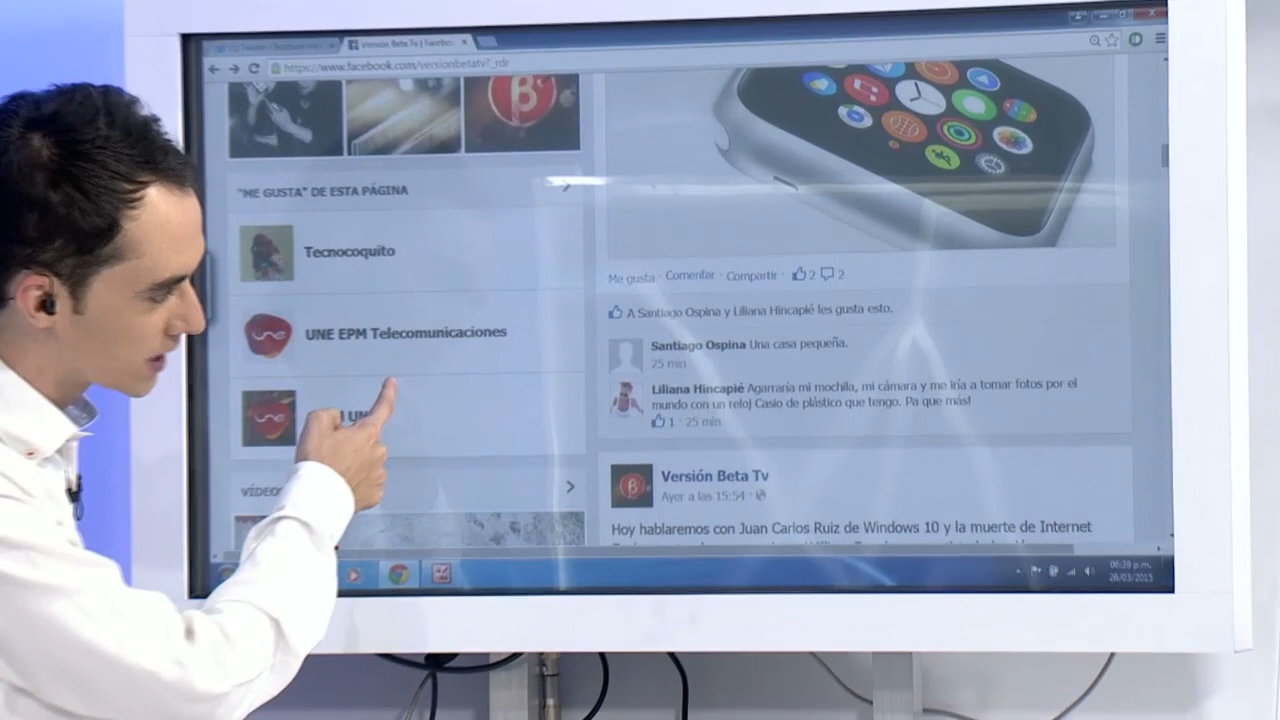 Versión Beta Tv | Facebo
https://www.facebook.com/versionbetatv?_rdr
B
"ME GUSTA" DE ESTA PÁGINA
Tecnocoquito
UNE EPM Telecomunicaciones
une
une
UN
VÍDEO
Me gusta · Comentar · Compartir · 2 2
A Santiago Ospina y Liliana Hincapié les gusta esto.
Santiago Ospina Una casa pequeña.
25 min
Liliana Hincapié Agarraría mi mochila, mi cámara y me iría a tomar fotos por el
mundo con un reloj Casio de plástico que tengo. Pa que más!
1 · 25 min
B
Versión Beta Tv
Ayer a las 15:54 ·
Hoy hablaremos con Juan Carlos Ruiz de Windows 10 y la muerte de Internet
06:39 p.m.
26/03/2015